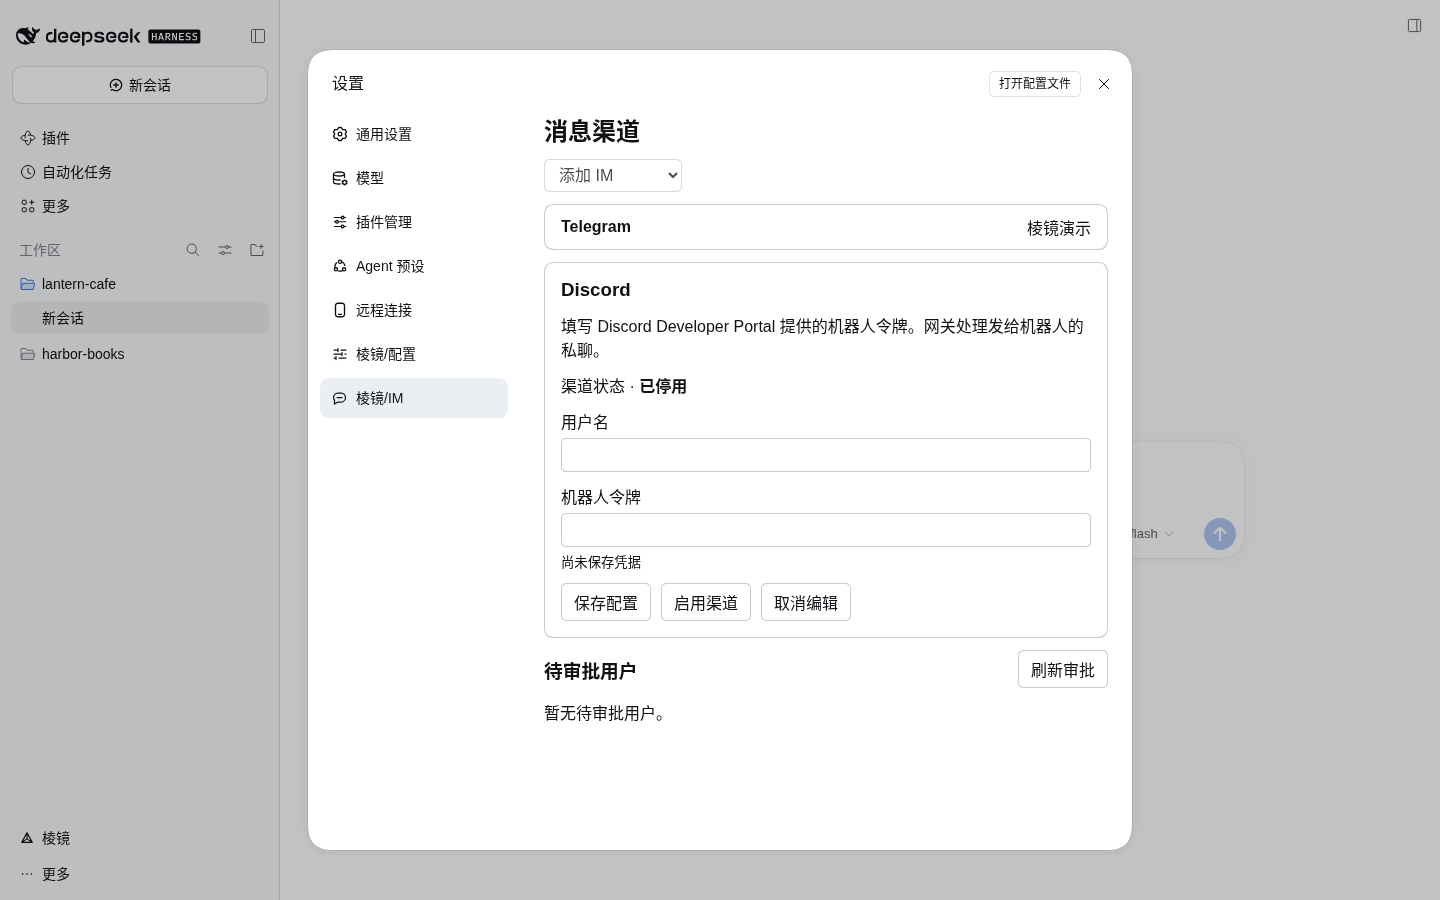 deepseek HARNESS
新会话
插件
自动化任务
更多
工作区
lantern-cafe
新会话
harbor-books
棱镜
更多
设置
打开配置文件
通用设置
模型
插件管理
Agent 预设
远程连接
棱镜/配置
棱镜/IM
消息渠道
添加 IM
Telegram
棱镜演示
Discord
填写 Discord Developer Portal 提供的机器人令牌。网关处理发给机器人的
私聊。
渠道状态 · 已停用
用户名
机器人令牌
尚未保存凭据
保存配置
启用渠道
取消编辑
待审批用户
刷新审批
暂无待审批用户。
flash